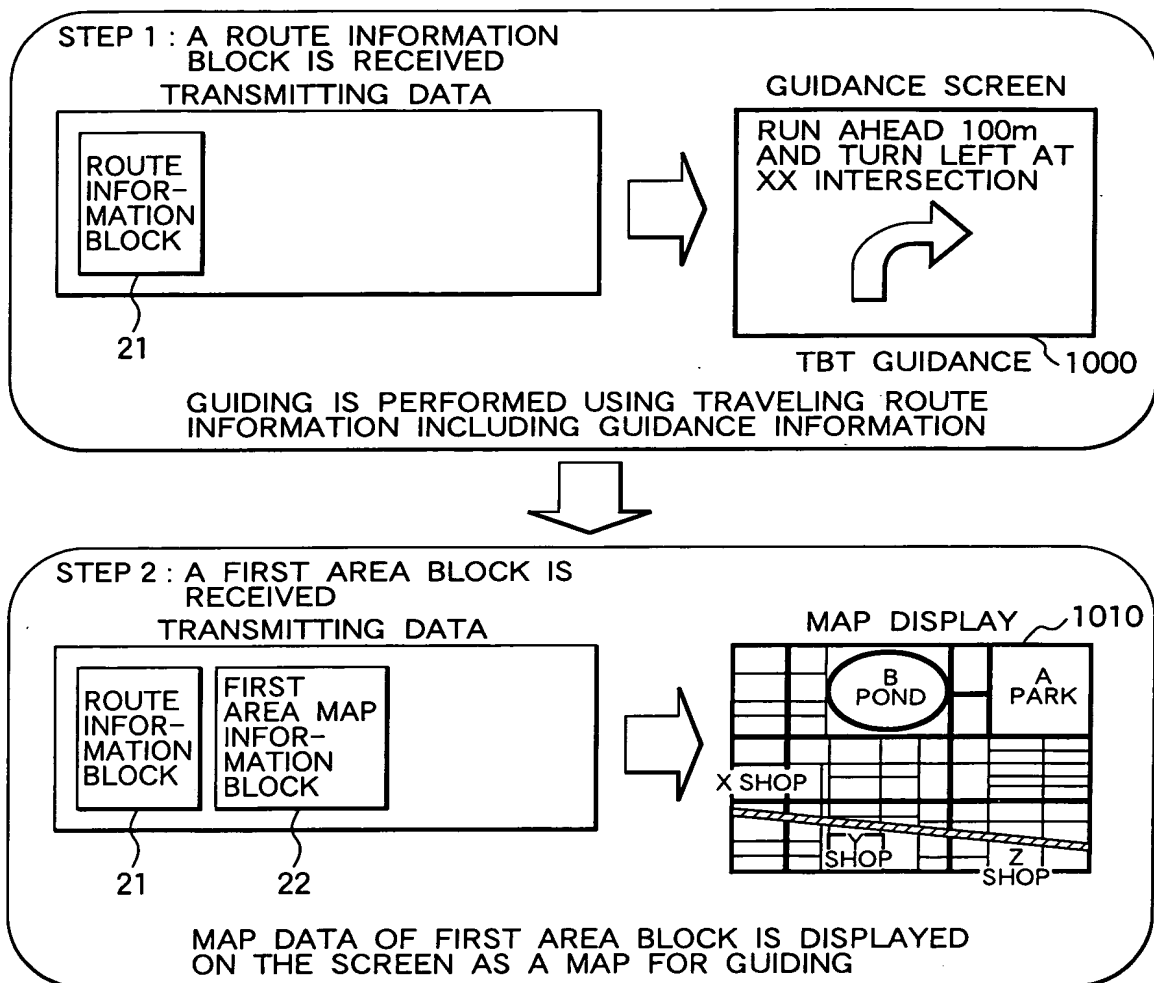 STEP 1 : A ROUTE INFORMATION
BLOCK IS RECEIVED
TRANSMITTING DATA
ROUTE
INFOR-
MATION
BLOCK
21
GUIDANCE SCREEN
RUN AHEAD 100m
AND TURN LEFT AT
XX INTERSECTION
TBT GUIDANCE
1000
GUIDING IS PERFORMED USING TRAVELING ROUTE
INFORMATION INCLUDING GUIDANCE INFORMATION
STEP 2 : A FIRST AREA BLOCK IS
RECEIVED
TRANSMITTING DATA
ROUTE
INFOR-
MATION
BLOCK
21
FIRST
AREA MAP
INFOR-
MATION
BLOCK
22
MAP DISPLAY
1010
B
POND
A
PARK
X SHOP
Y
SHOP
Z
SHOP
MAP DATA OF FIRST AREA BLOCK IS DISPLAYED
ON THE SCREEN AS A MAP FOR GUIDING